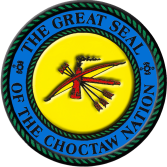 THE GREAT SEAL
OF THE CHOCTAW NATION